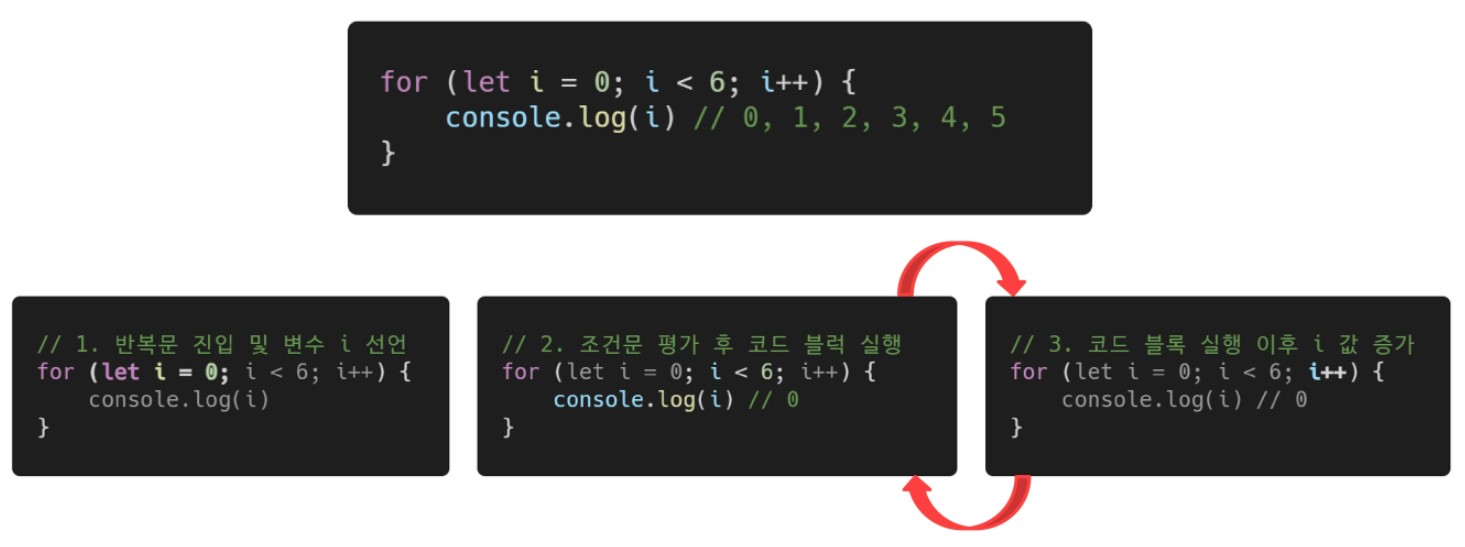 for (let i = 0; i < 6; i++) {
    console.log(i) // 0, 1, 2, 3, 4, 5
}
// 1. 반복문 진입 및 변수 i 선언
for (let i = 0; i < 6; i++) {
    console.log(i)
}
// 2. 조건문 평가 후 코드 블럭 실행
for (let i = 0; i < 6; i++) {
    console.log(i) // 0
}
// 3. 코드 블록 실행 이후 i 값 증가
for (let i = 0; i < 6; i++) {
    console.log(i) // 0
}